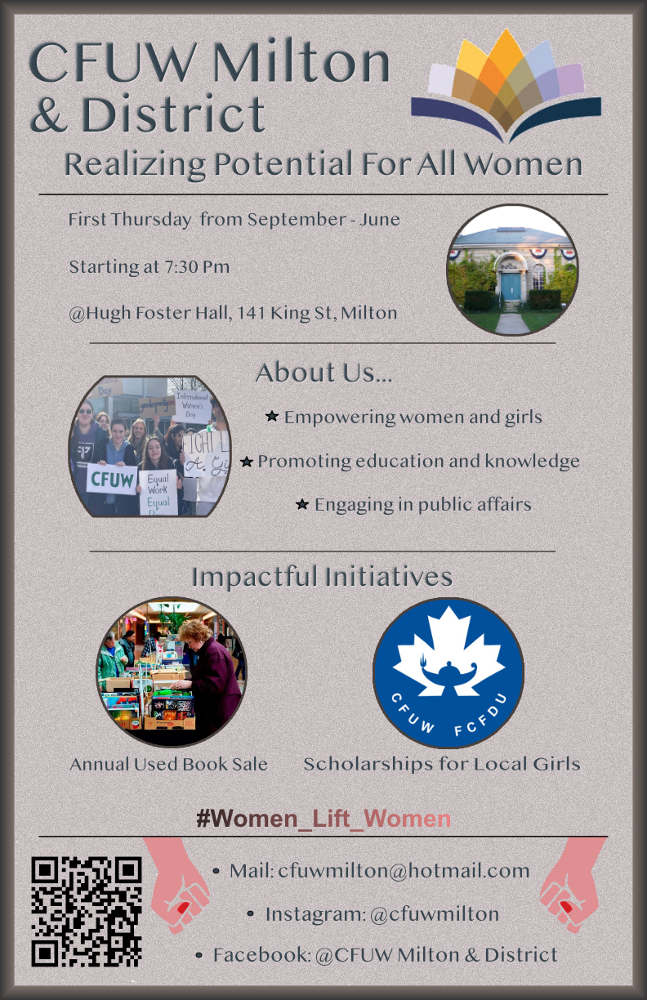 CFUW Milton
& District
Realizing Potential For All Women
First Thursday from September - June
Starting at 7:30 Pm
@Hugh Foster Hall, 141 King St, Milton
About Us...
Empowering women and girls
Promoting education and knowledge
Engaging in public affairs
Day
International
Women's
Day
FIGHT L
A. Gi
CFUW
Equal
Work
Equal
Impactful Initiatives
CFUW FCFDU
Annual Used Book Sale
Scholarships for Local Girls
#Women_Lift_Women
• Mail: cfuwmilton@hotmail.com
• Instagram: @cfuwmilton
• Facebook: @CFUW Milton & District